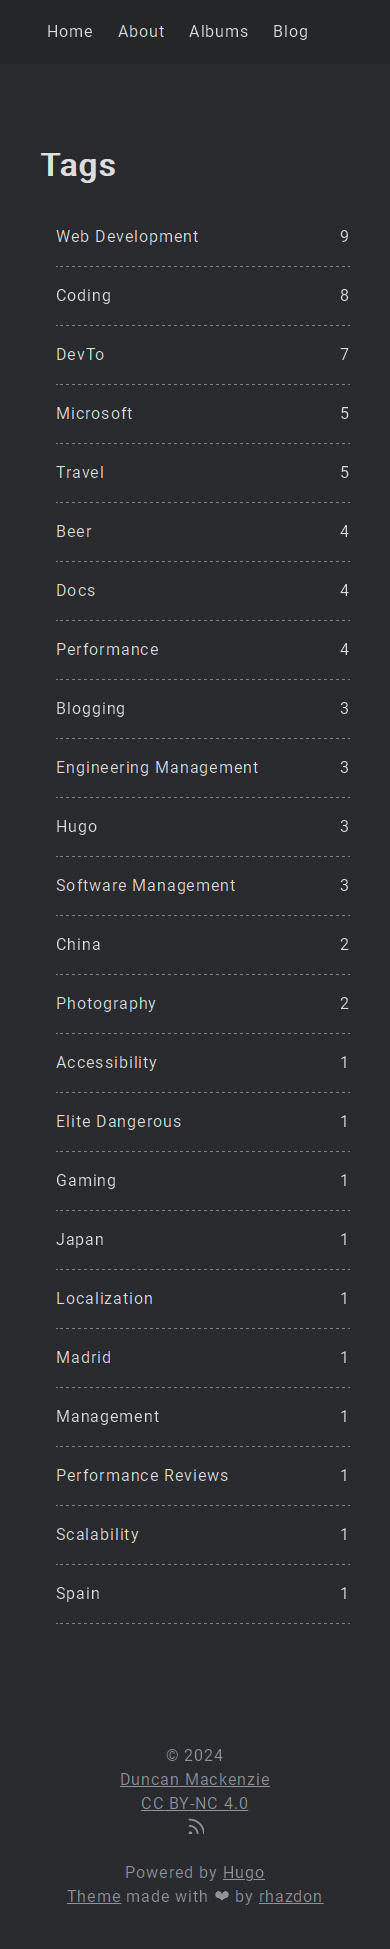 Home About Albums Blog
Tags
Web Development 9
Coding 8
DevTo 7
Microsoft 5
Travel 5
Beer 4
Docs 4
Performance 4
Blogging 3
Engineering Management 3
Hugo 3
Software Management 3
China 2
Photography 2
Accessibility 1
Elite Dangerous 1
Gaming 1
Japan 1
Localization 1
Madrid 1
Management 1
Performance Reviews 1
Scalability 1
Spain 1
© 2024
Duncan Mackenzie
CC BY-NC 4.0
Powered by Hugo
Theme made with ❤ by rhazdon